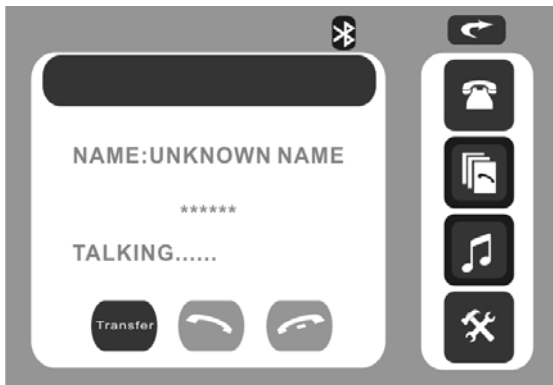 NAME:UNKNOWN NAME
******
TALKING......
Transfer